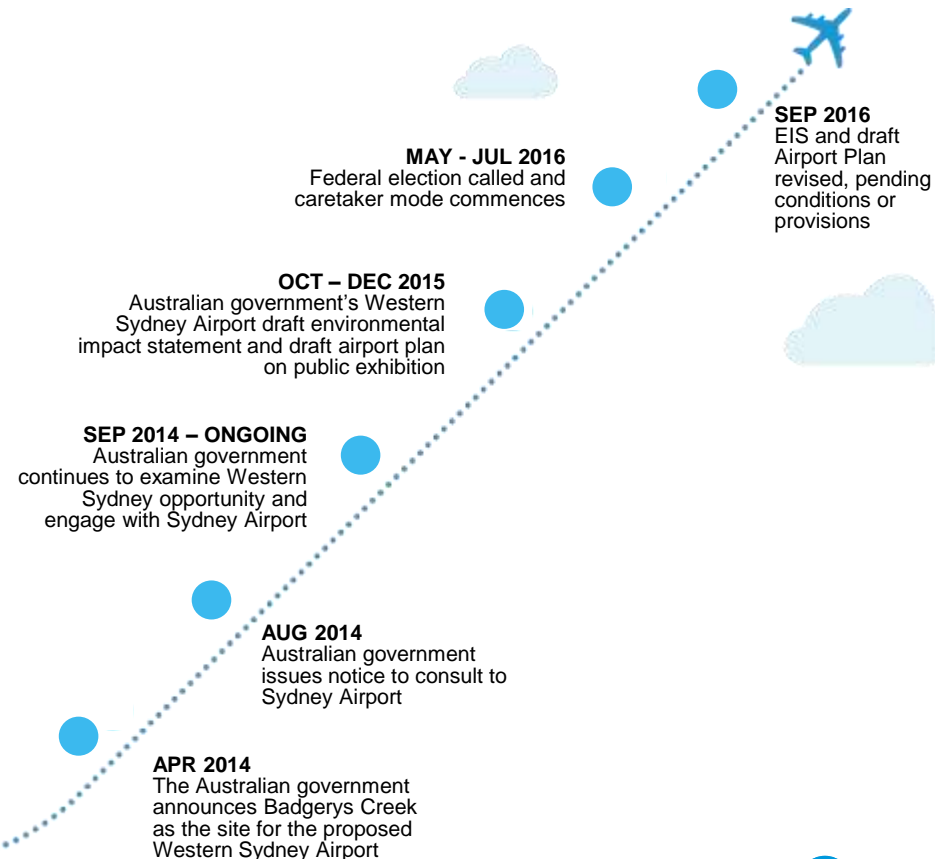 SEP 2016
EIS and draft
Airport Plan
revised, pending
conditions or
provisions
MAY - JUL 2016
Federal election called and
caretaker mode commences
OCT – DEC 2015
Australian government's Western
Sydney Airport draft environmental
impact statement and draft airport plan
on public exhibition
SEP 2014 – ONGOING
Australian government
continues to examine Western
Sydney opportunity and
engage with Sydney Airport
AUG 2014
Australian government
issues notice to consult to
Sydney Airport
APR 2014
The Australian government
announces Badgerys Creek
as the site for the proposed
Western Sydney Airport